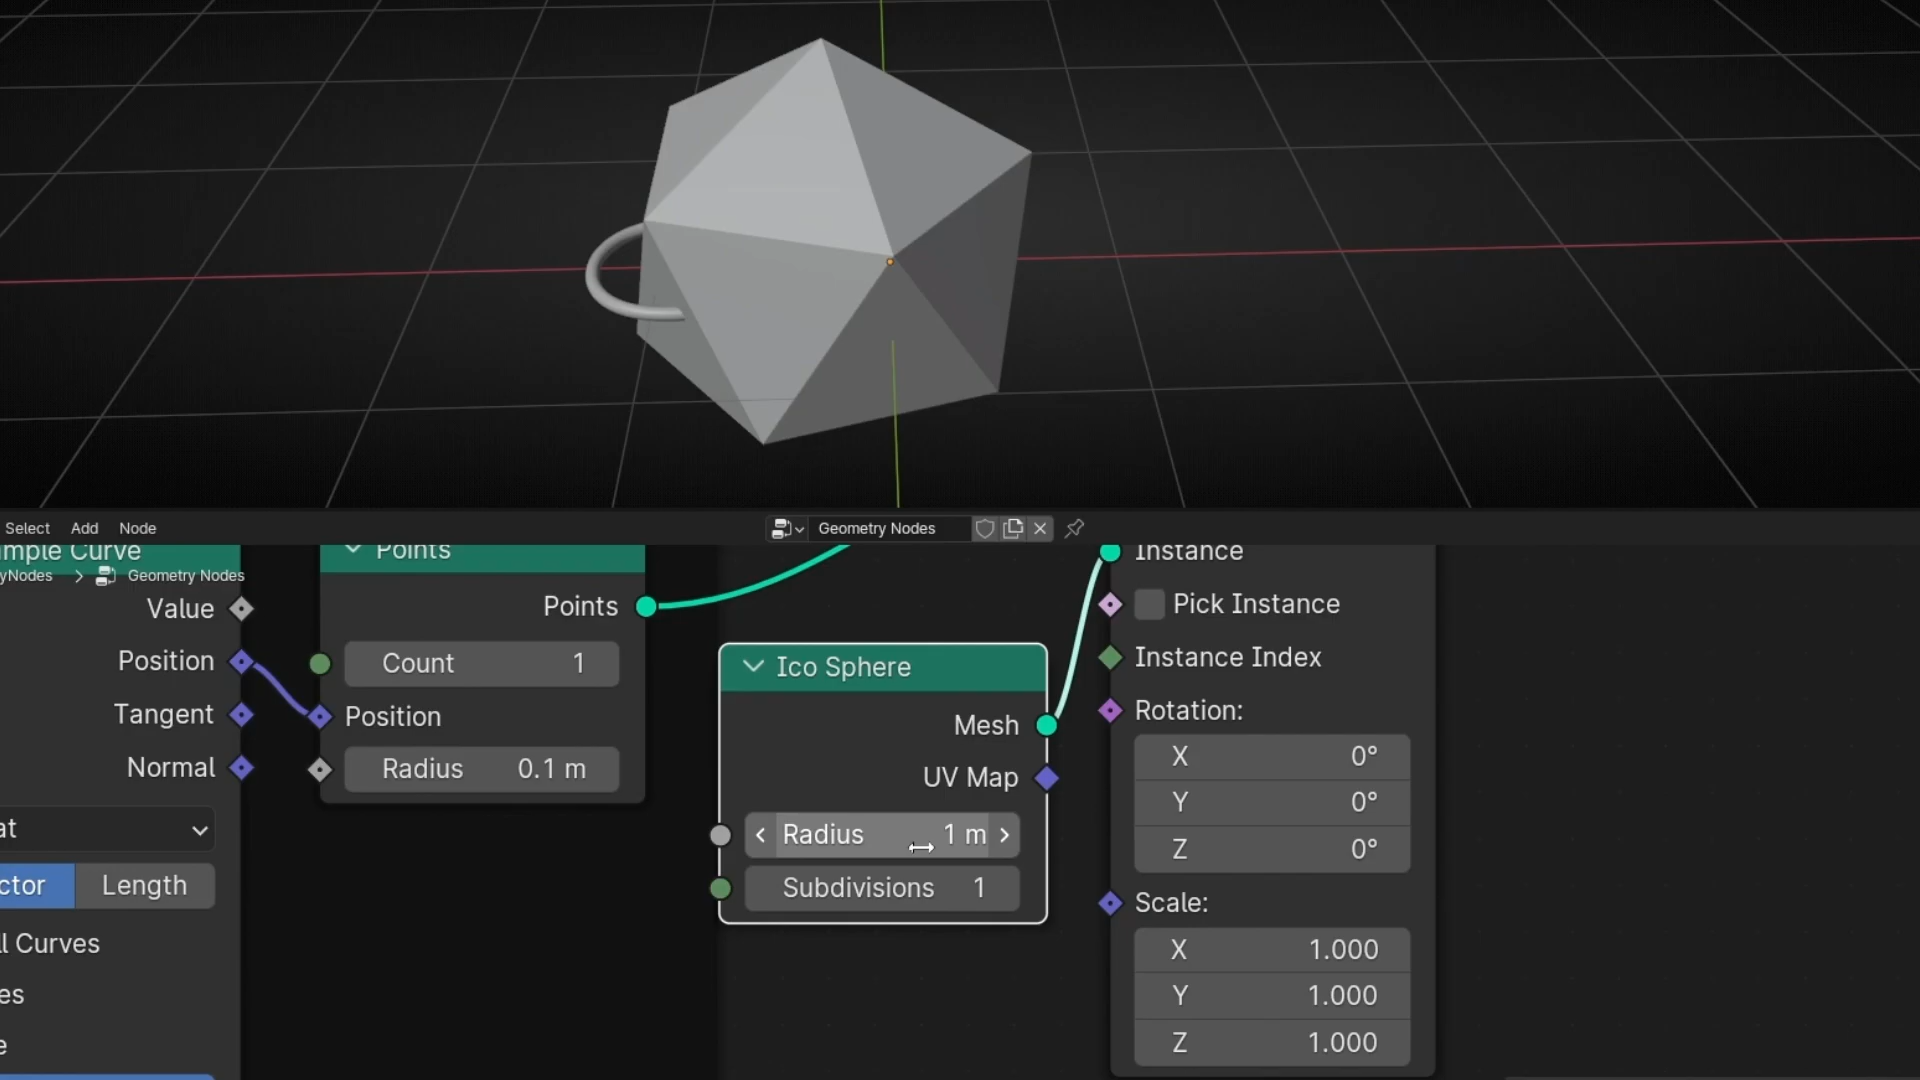 Select Add Node
Geometry Nodes
mple Curve
yNodes
Geometry Nodes
Value
Position
Tangent
Normal
at
ctor
Length
l Curves
es
e
Points
Points
Count 1
Position
Radius 0.1 m
Ico Sphere
Mesh
UV Map
Radius 1 m
Subdivisions 1
Instance
Pick Instance
Instance Index
Rotation:
X 0°
Y 0°
Z 0°
Scale:
X 1.000
Y 1.000
Z 1.000